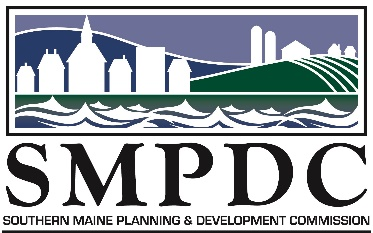 SMPDC
SOUTHERN MAINE PLANNING & DEVELOPMENT COMMISSION